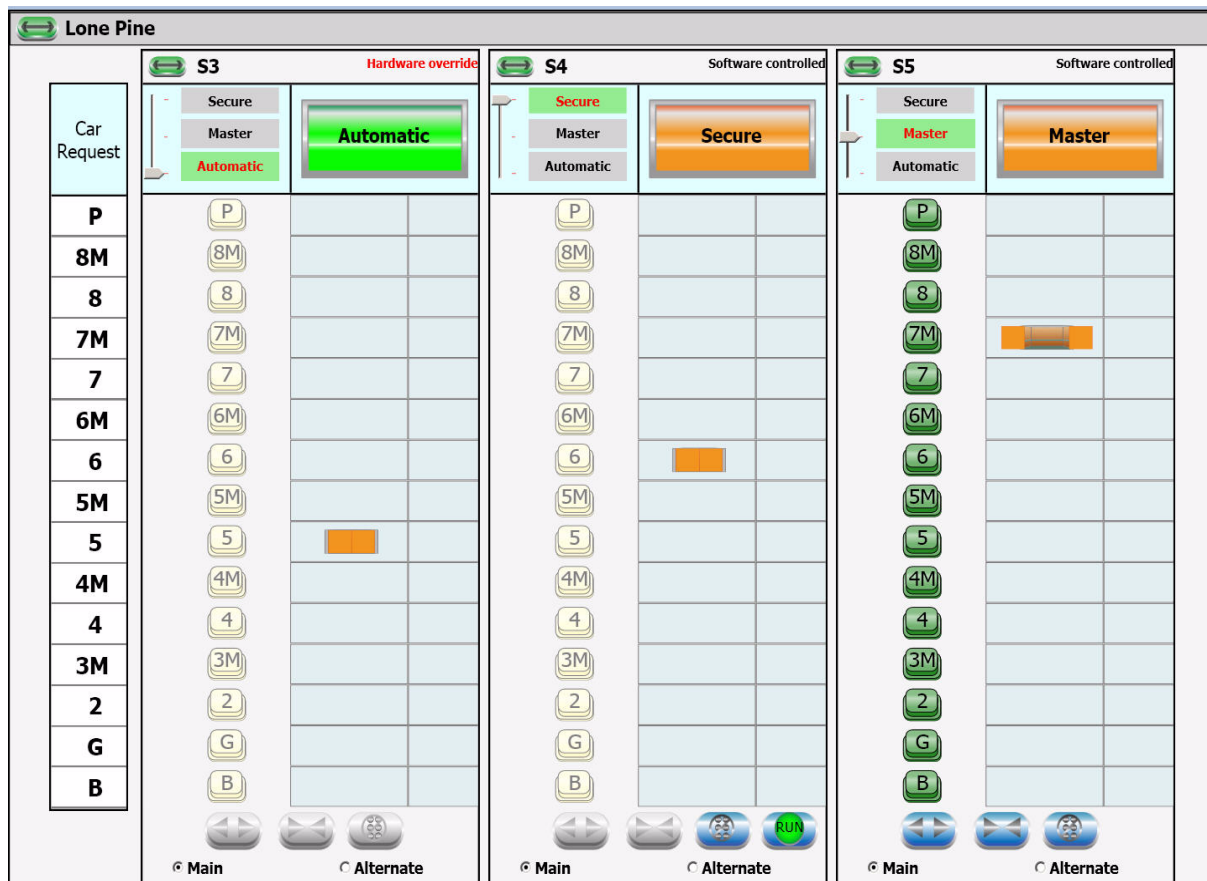 Lone Pine
S3 Hardware override S4 Software controlled S5 Software controlled
Car Request
Secure
Master
Automatic
Automatic
Secure
Master
Automatic
Secure
Secure
Master
Automatic
Master
P P P P
8M 8M 8M 8M
8 8 8 8
7M 7M 7M 7M
7 7 7 7
6M 6M 6M 6M
6 6 6 6
5M 5M 5M 5M
5 5 5 5
4M 4M 4M 4M
4 4 4 4
3M 3M 3M 3M
2 2 2 2
G G G G
B B B B
RUN
Main Alternate Main Alternate Main Alternate